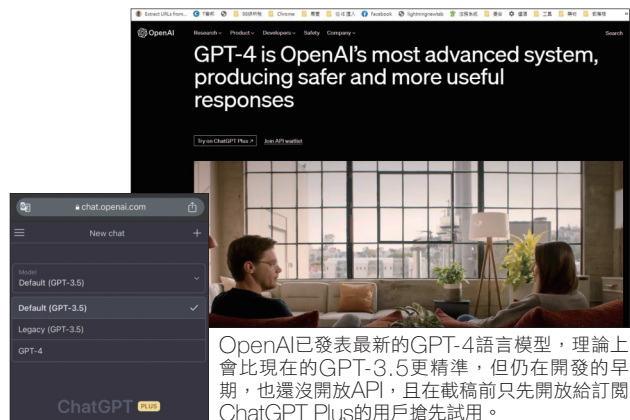 Extract URLs from...
Chrome
Facebook
lightningnewtab
OpenAI
Research
Product
Developers
Safety
Company
Search
GPT-4 is OpenAI's most advanced system,
producing safer and more useful
responses
Try on ChatGPT Plus ↗
Join API waitlist
chat.openai.com
New chat
Model
Default (GPT-3.5)
Default (GPT-3.5)
Legacy (GPT-3.5)
GPT-4
ChatGPT PLUS
OpenAI已發表最新的GPT-4語言模型，理論上
會比現在的GPT-3.5更精準，但仍在開發的早
期，也還沒開放API，且在截稿前只先開放給訂閱
ChatGPT Plus的用戶搶先試用。